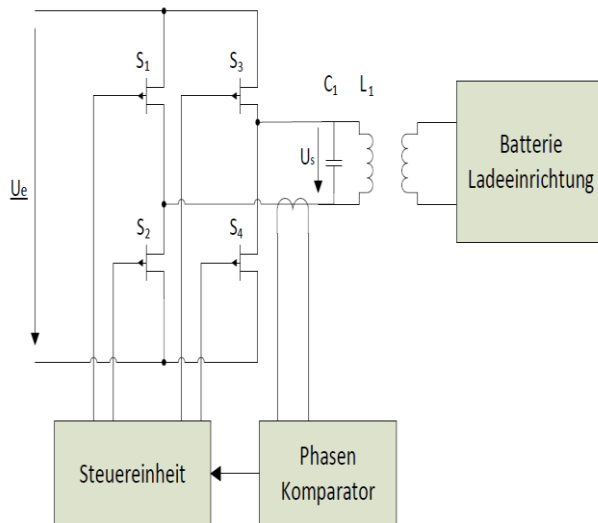 S₁
S₃
C₁ L₁
Uₛ
Ue
Batterie
Ladeeinrichtung
S₂
S₄
Steuereinheit
Phasen
Komparator